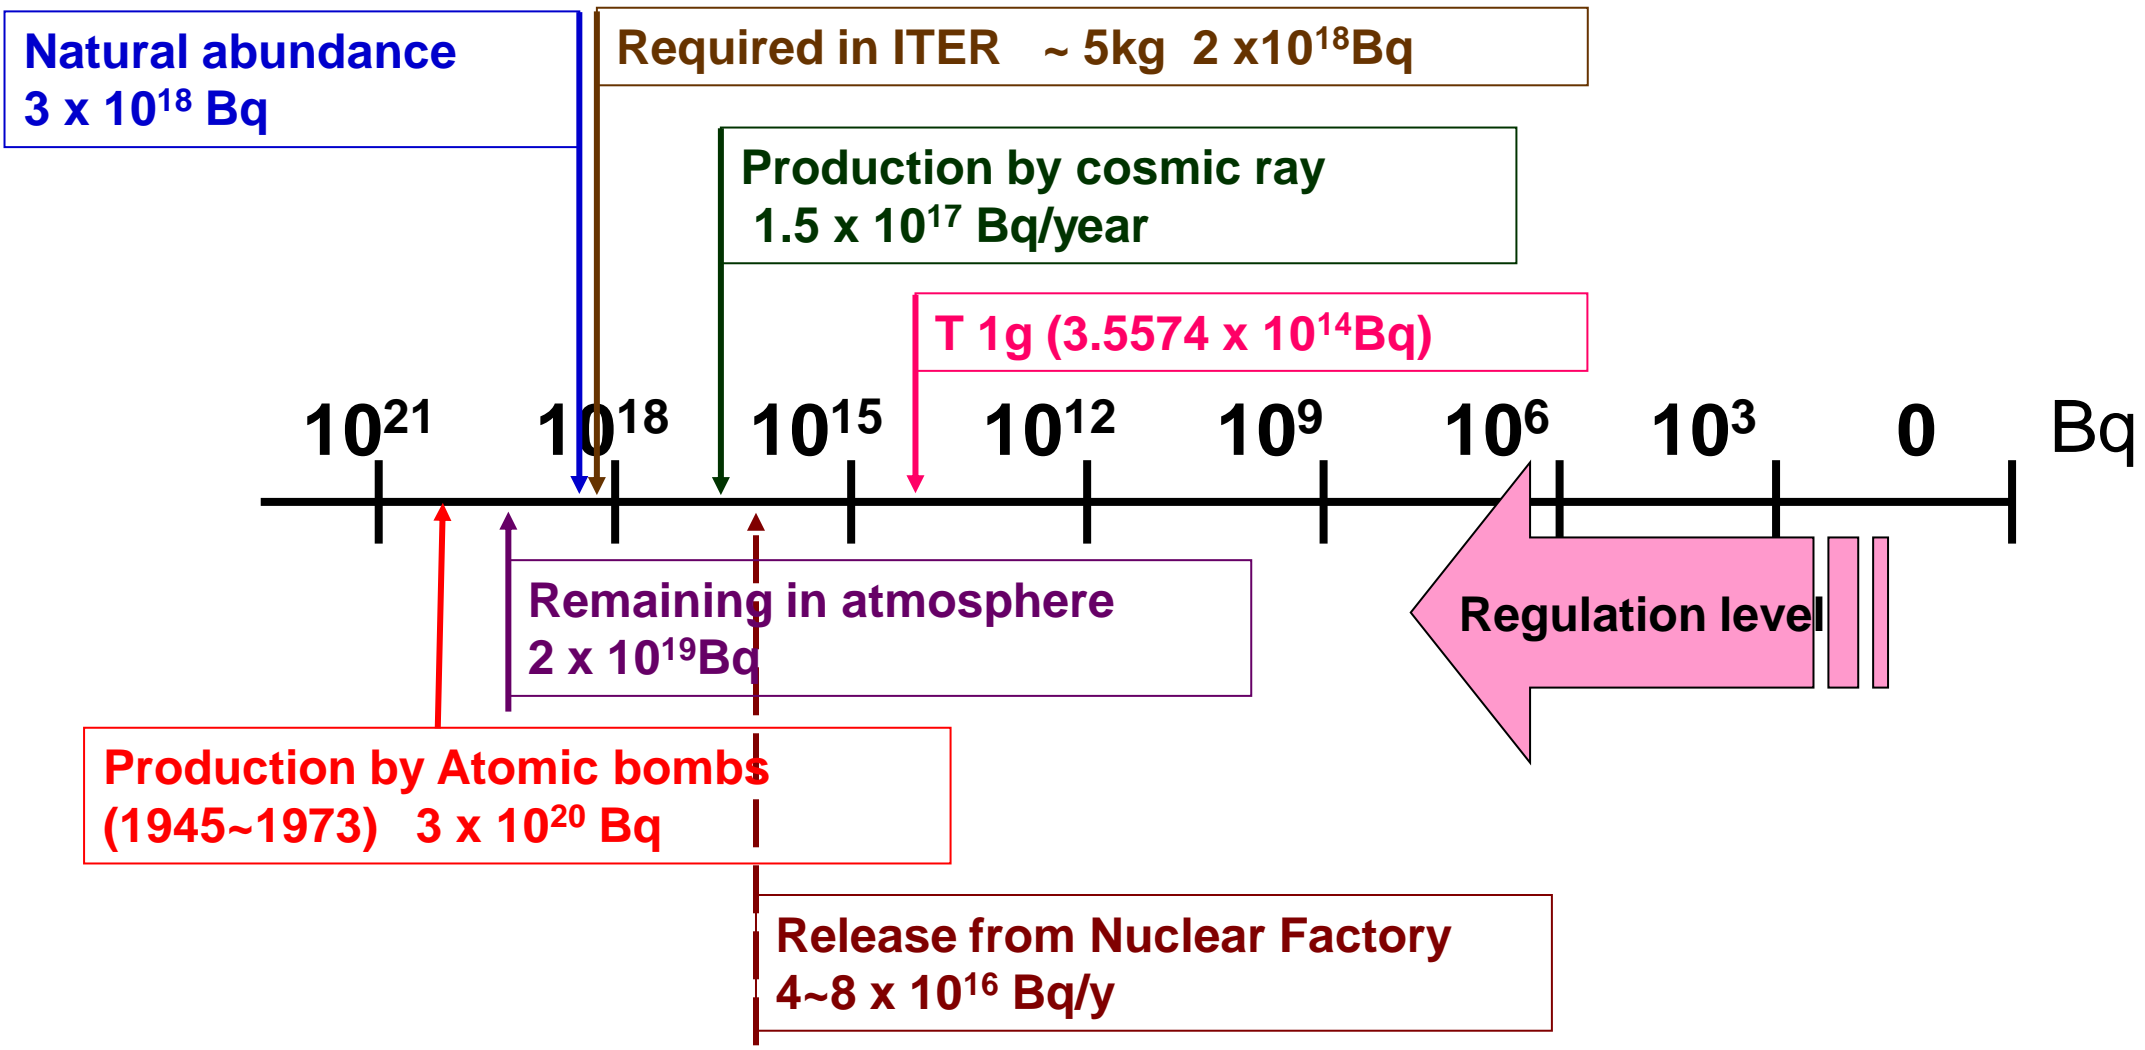 Natural abundance
3 x 10¹⁸ Bq
Required in ITER ~ 5kg 2 x10¹⁸Bq
Production by cosmic ray
1.5 x 10¹⁷ Bq/year
T 1g (3.5574 x 10¹⁴Bq)
10²¹ 10¹⁸ 10¹⁵ 10¹² 10⁹ 10⁶ 10³ 0 Bq
Remaining in atmosphere
2 x 10¹⁹Bq
Regulation level
Production by Atomic bombs
(1945~1973) 3 x 10²⁰ Bq
Release from Nuclear Factory
4~8 x 10¹⁶ Bq/y